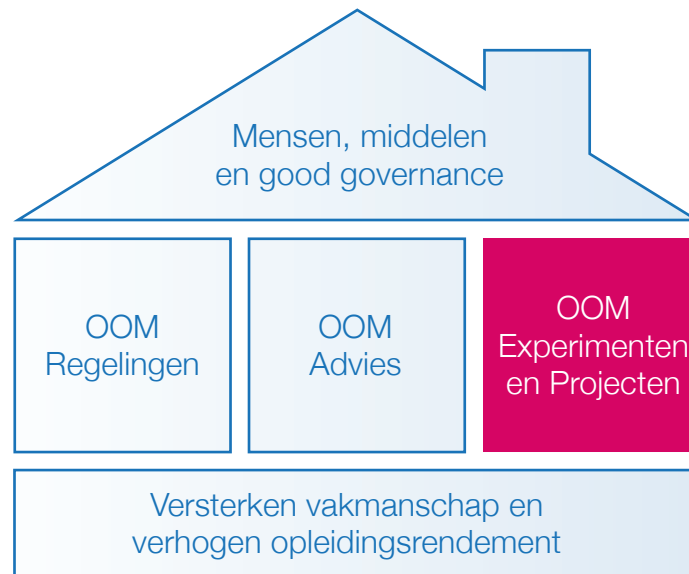 Mensen, middelen
en good governance
OOM
Regelingen
OOM
Advies
OOM
Experimenten
en Projecten
Versterken vakmanschap en
verhogen opleidingsrendement